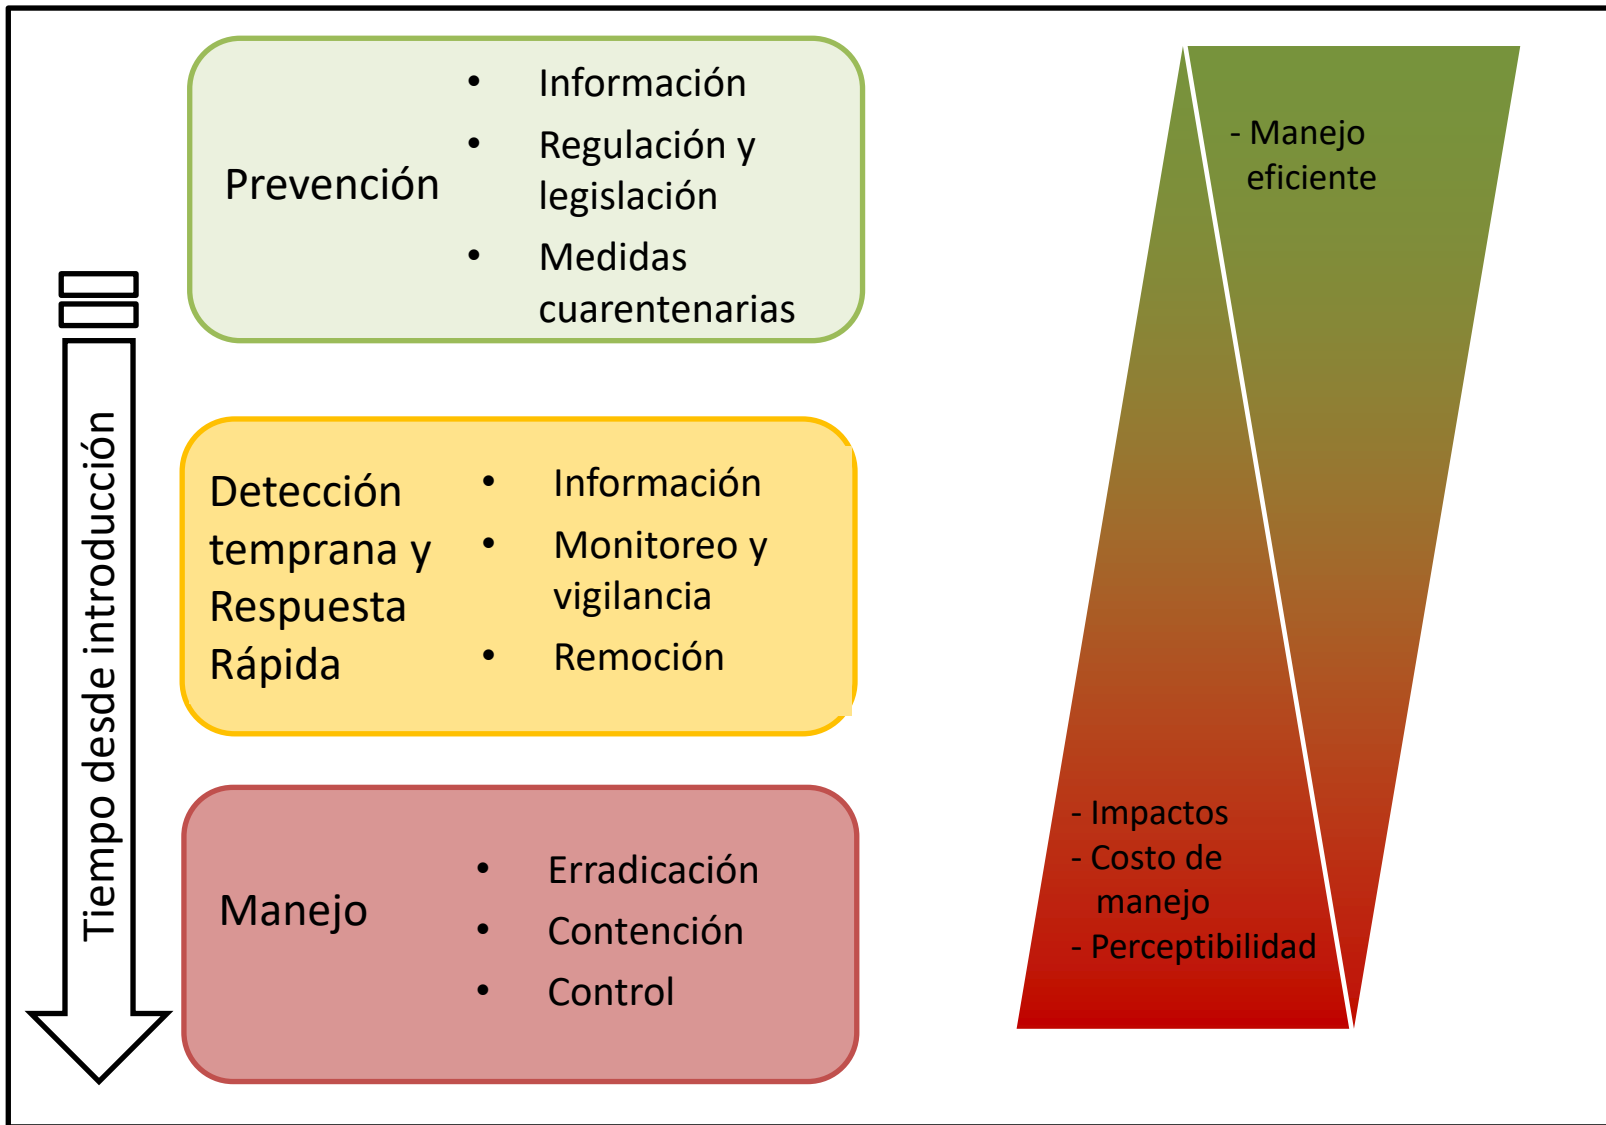 Tiempo desde introducción
Prevención
• Información
• Regulación y
legislación
• Medidas
cuarentenarias
Detección
temprana y
Respuesta
Rápida
• Información
• Monitoreo y
vigilancia
• Remoción
Manejo
• Erradicación
• Contención
• Control
- Manejo
eficiente
- Impactos
- Costo de
manejo
- Perceptibilidad